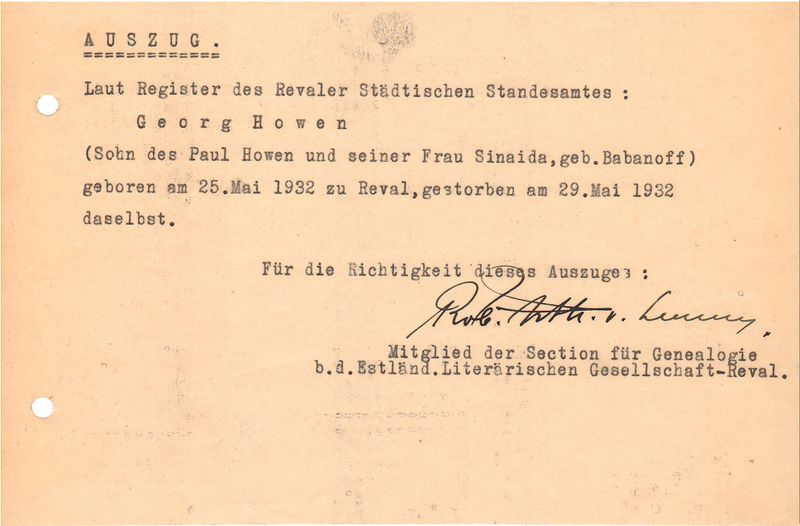 AUSZUG.
Laut Register des Revaler Städtischen Standesamtes :
Georg Howen
(Sohn des Paul Howen und seiner Frau Sinaida, geb.Babanoff)
geboren am 25.Mai 1932 zu Reval, gestorben am 29.Mai 1932
daselbst.
Für die Richtigkeit dieses Auszuges :
Rob. v.
Mitglied der Section für Genealogie
b.d.Estländ.Literärischen Gesellschaft-Reval.